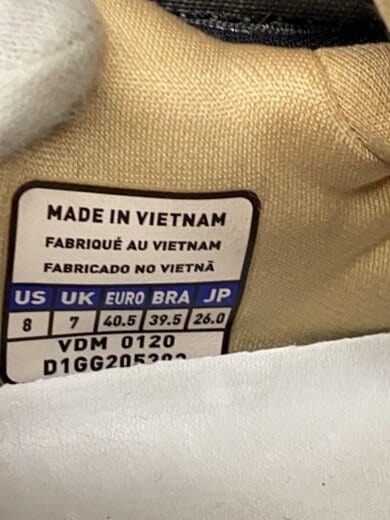 MADE IN VIETNAM
FABRIQUÉ AU VIETNAM
FABRICADO NO VIETNÃ
US UK EURO BRA JP
8 7 40.5 39.5 26.0
VDM 0120